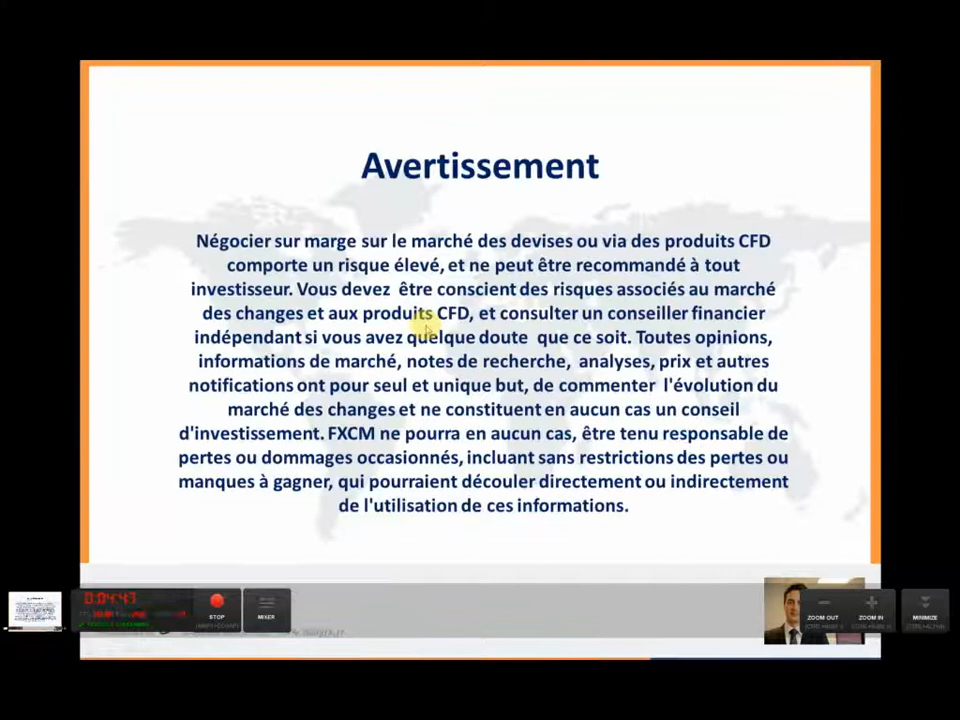 Avertissement
Négocier sur marge sur le marché des devises ou via des produits CFD
comporte un risque élevé, et ne peut être recommandé à tout
investisseur. Vous devez être conscient des risques associés au marché
des changes et aux produits CFD, et consulter un conseiller financier
indépendant si vous avez quelque doute que ce soit. Toutes opinions,
informations de marché, notes de recherche, analyses, prix et autres
notifications ont pour seul et unique but, de commenter l'évolution du
marché des changes et ne constituent en aucun cas un conseil
d'investissement. FXCM ne pourra en aucun cas, être tenu responsable de
pertes ou dommages occasionnés, incluant sans restrictions des pertes ou
manques à gagner, qui pourraient découler directement ou indirectement
de l'utilisation de ces informations.
0:04:47
STOP
MIXER
ZOOM OUT
ZOOM IN
MINIMIZE